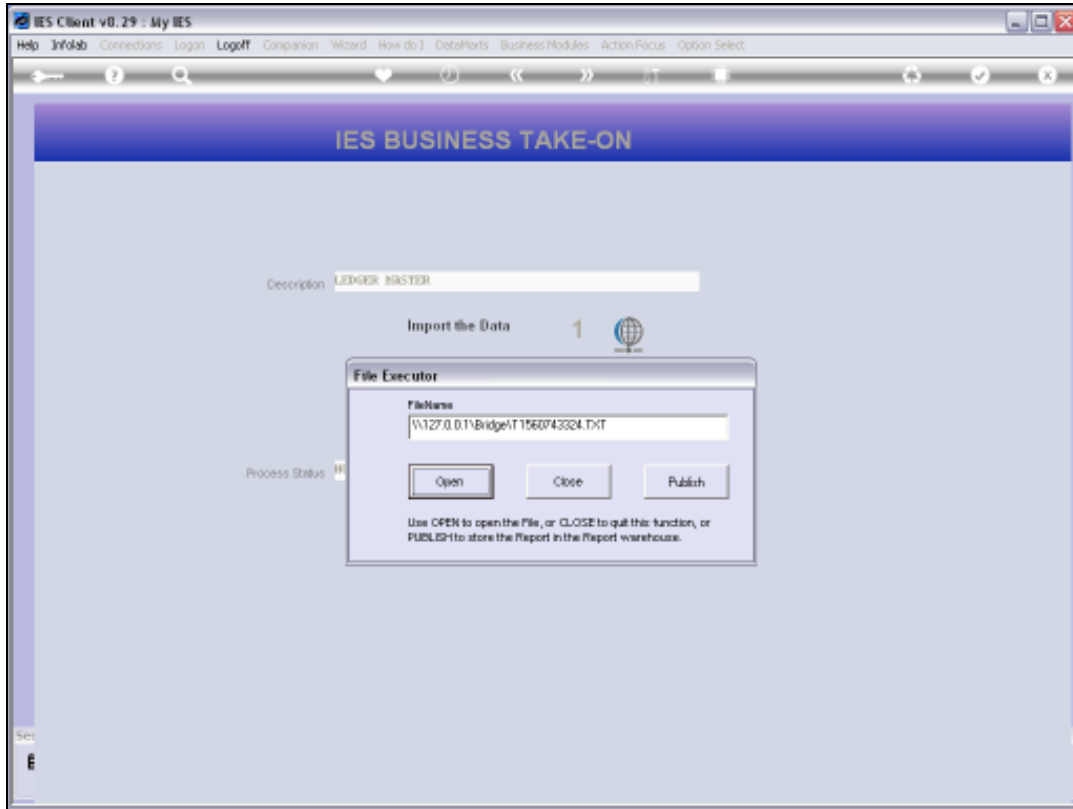 IES Client v8.29 : My IES
Help Infolab Connections Logon Logoff Companion Wizard How do I DataMarts Business Modules Action Focus Option Select
IES BUSINESS TAKE-ON
Description LEDGER MASTER
Import the Data 1
File Executor
FileName
\\127.0.0.1\Bridge\T1560743324.TXT
Process Status
Open Close Publish
Use OPEN to open the File, or CLOSE to quit this function, or
PUBLISH to store the Report in the Report warehouse.